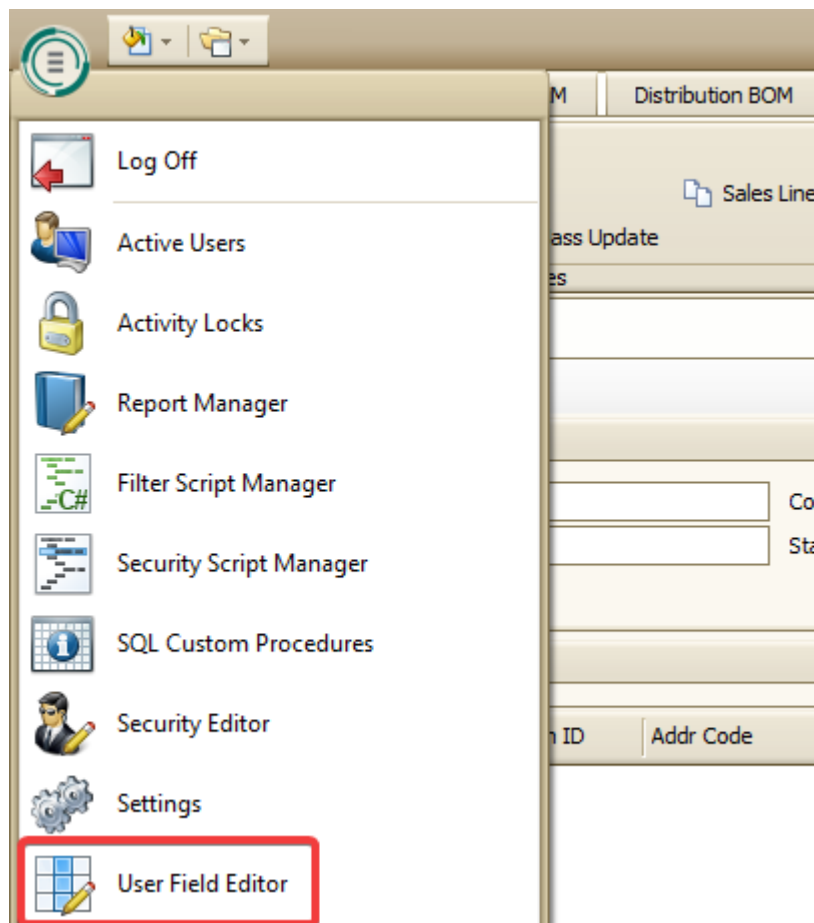 M
Distribution BOM
Log Off
Sales Line
Active Users
ass Update
es
Activity Locks
Report Manager
C#
Filter Script Manager
Co
Security Script Manager
Sta
SQL Custom Procedures
Security Editor
ID
Addr Code
Settings
User Field Editor